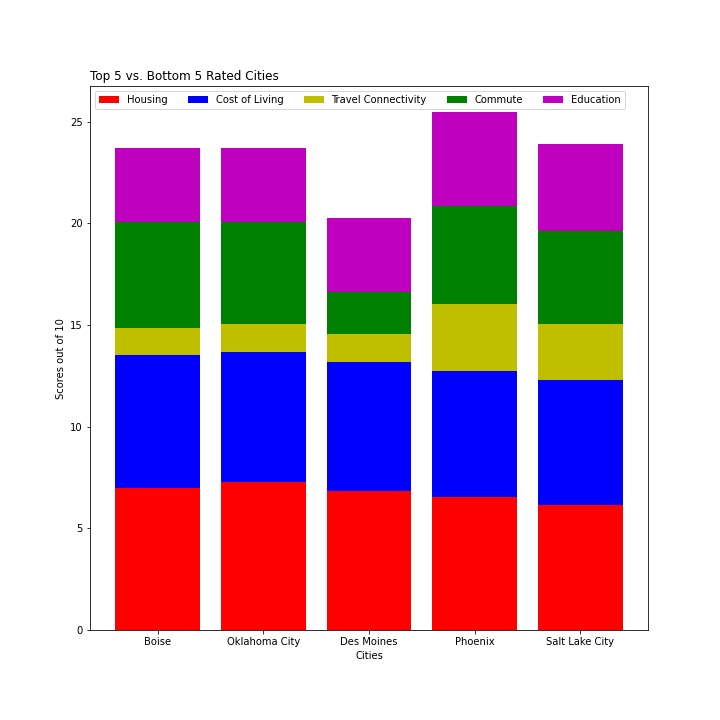 Top 5 vs. Bottom 5 Rated Cities
Housing Cost of Living Travel Connectivity Commute Education
25
20
15
10
5
0
Scores out of 10
Boise Oklahoma City Des Moines Phoenix Salt Lake City
Cities